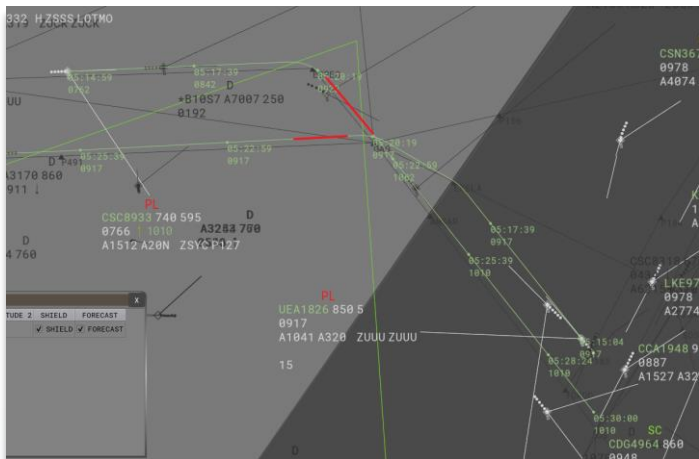 332 H ZSSS LOTMO
05:14:59
0762
05:17:39
0842
D
*B10S7 A7007 250
0192
05:20:19
05:22:59
1002
05:25:39
0917
05:22:59
0917
P497
D
A3170 860
911 ↓
PL
CSC8933 740 595
0766 ↑ 1010
A1512 A20N ZSYC P127
D
D
4 760
PL
UEA1826 850 5
0917
A1041 A320 ZUUU ZUUU
15
X
TUDE 2 SHIELD FORECAST
SHIELD FORECAST
05:17:39
0917
05:25:39
1010
05:15:04
0917
05:28:24
1010
05:30:00
1010
CSN367
0978
A4074
LKE97
0978
A2774
CCA1948 9
0887
A1527 A32
SC
CDG4964 860
0948
D